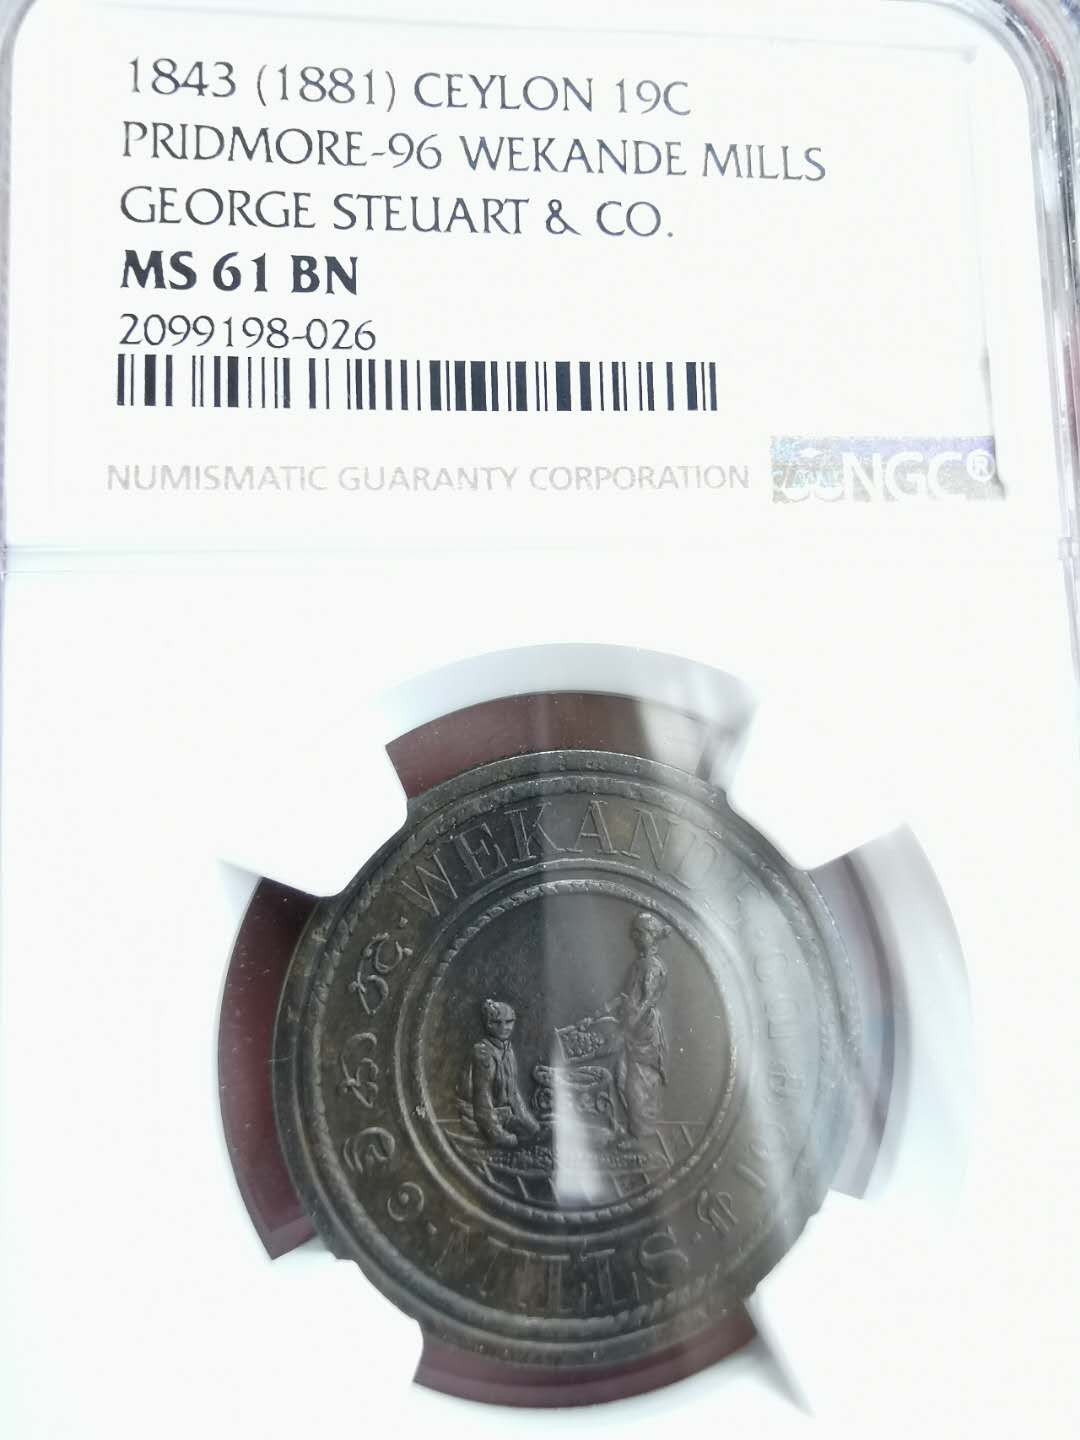 1843 (1881) CEYLON 19C
PRIDMORE-96 WEKANDE MILLS
GEORGE STEUART & CO.
MS 61 BN
2099198-026
NUMISMATIC GUARANTY CORPORATION
NGC®
WEKANDE
MILLS